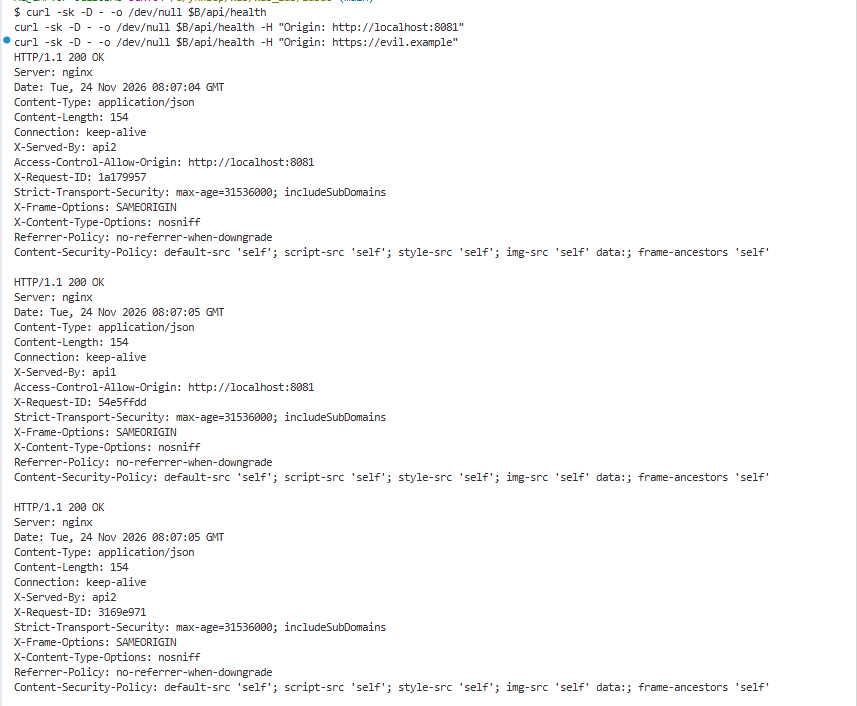 $ curl -sk -D - -o /dev/null $B/api/health
curl -sk -D - -o /dev/null $B/api/health -H "Origin: http://localhost:8081"
curl -sk -D - -o /dev/null $B/api/health -H "Origin: https://evil.example"
HTTP/1.1 200 OK
Server: nginx
Date: Tue, 24 Nov 2026 08:07:04 GMT
Content-Type: application/json
Content-Length: 154
Connection: keep-alive
X-Served-By: api2
Access-Control-Allow-Origin: http://localhost:8081
X-Request-ID: 1a179957
Strict-Transport-Security: max-age=31536000; includeSubDomains
X-Frame-Options: SAMEORIGIN
X-Content-Type-Options: nosniff
Referrer-Policy: no-referrer-when-downgrade
Content-Security-Policy: default-src 'self'; script-src 'self'; style-src 'self'; img-src 'self' data:; frame-ancestors 'self'
HTTP/1.1 200 OK
Server: nginx
Date: Tue, 24 Nov 2026 08:07:05 GMT
Content-Type: application/json
Content-Length: 154
Connection: keep-alive
X-Served-By: api1
Access-Control-Allow-Origin: http://localhost:8081
X-Request-ID: 54e5ffdd
Strict-Transport-Security: max-age=31536000; includeSubDomains
X-Frame-Options: SAMEORIGIN
X-Content-Type-Options: nosniff
Referrer-Policy: no-referrer-when-downgrade
Content-Security-Policy: default-src 'self'; script-src 'self'; style-src 'self'; img-src 'self' data:; frame-ancestors 'self'
HTTP/1.1 200 OK
Server: nginx
Date: Tue, 24 Nov 2026 08:07:05 GMT
Content-Type: application/json
Content-Length: 154
Connection: keep-alive
X-Served-By: api2
X-Request-ID: 3169e971
Strict-Transport-Security: max-age=31536000; includeSubDomains
X-Frame-Options: SAMEORIGIN
X-Content-Type-Options: nosniff
Referrer-Policy: no-referrer-when-downgrade
Content-Security-Policy: default-src 'self'; script-src 'self'; style-src 'self'; img-src 'self' data:; frame-ancestors 'self'